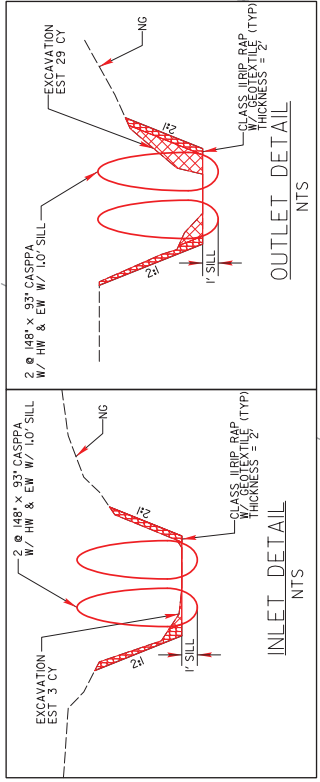 2 @ 148" x 93" CASPPA
W/ HW & EW W/ 1.0' SILL
NG
EXCAVATION
EST 3 CY
2:1
2:1
1' SILL
CLASS II RIP RAP
W/ GEOTEXTILE (TYP)
THICKNESS = 2'
INLET DETAIL
NTS
2 @ 148" x 93" CASPPA
W/ HW & EW W/ 1.0' SILL
EXCAVATION
EST 29 CY
NG
2:1
2:1
1' SILL
CLASS II RIP RAP
W/ GEOTEXTILE (TYP)
THICKNESS = 2'
OUTLET DETAIL
NTS